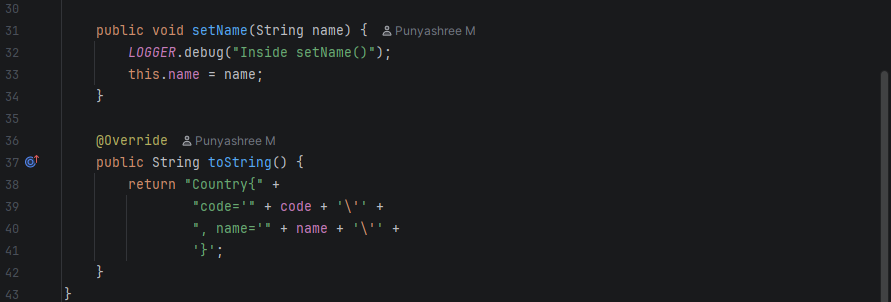 30
31 public void setName(String name) { Punyashree M
32 LOGGER.debug("Inside setName()");
33 this.name = name;
34 }
35
36 @Override Punyashree M
37 public String toString() {
38 return "Country{" +
39 "code='" + code + '\'' +
40 ", name='" + name + '\'' +
41 '}';
42 }
43 }